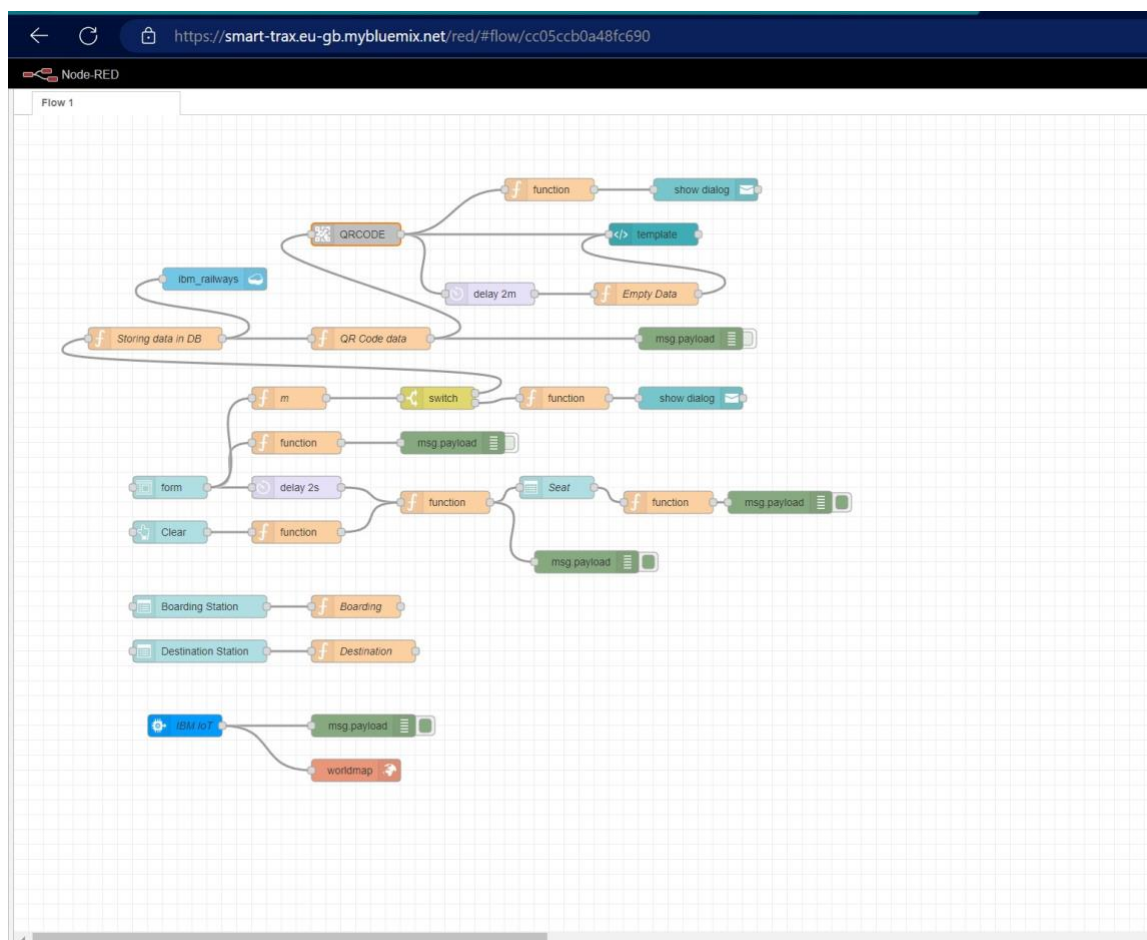 https://smart-trax.eu-gb.mybluemix.net/red/#flow/cc05ccb0a48fc690
Node-RED
Flow 1
function
show dialog
QRCODE
template
ibm_railways
delay 2m
Empty Data
Storing data in DB
QR Code data
msg.payload
m
switch
function
show dialog
function
msg.payload
form
delay 2s
function
Seat
function
msg.payload
Clear
function
msg.payload
Boarding Station
Boarding
Destination Station
Destination
IBM IoT
msg.payload
worldmap